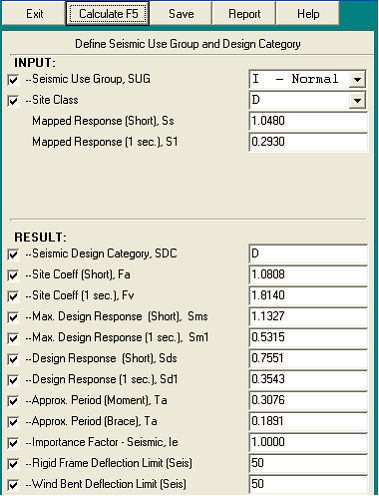 Exit Calculate F5 Save Report Help
Define Seismic Use Group and Design Category
INPUT:
--Seismic Use Group, SUG I - Normal
--Site Class D
Mapped Response (Short), Ss 1.0480
Mapped Response (1 sec.), S1 0.2930
RESULT:
--Seismic Design Category, SDC D
--Site Coeff (Short), Fa 1.0808
--Site Coeff (1 sec.), Fv 1.8140
--Max. Design Response (Short), Sms 1.1327
--Max. Design Response (1 sec.), Sm1 0.5315
--Design Response (Short), Sds 0.7551
--Design Response (1 sec.), Sd1 0.3543
--Approx. Period (Moment), Ta 0.3076
--Approx. Period (Brace), Ta 0.1891
--Importance Factor - Seismic, Ie 1.0000
--Rigid Frame Deflection Limit (Seis) 50
--Wind Bent Deflection Limit (Seis) 50